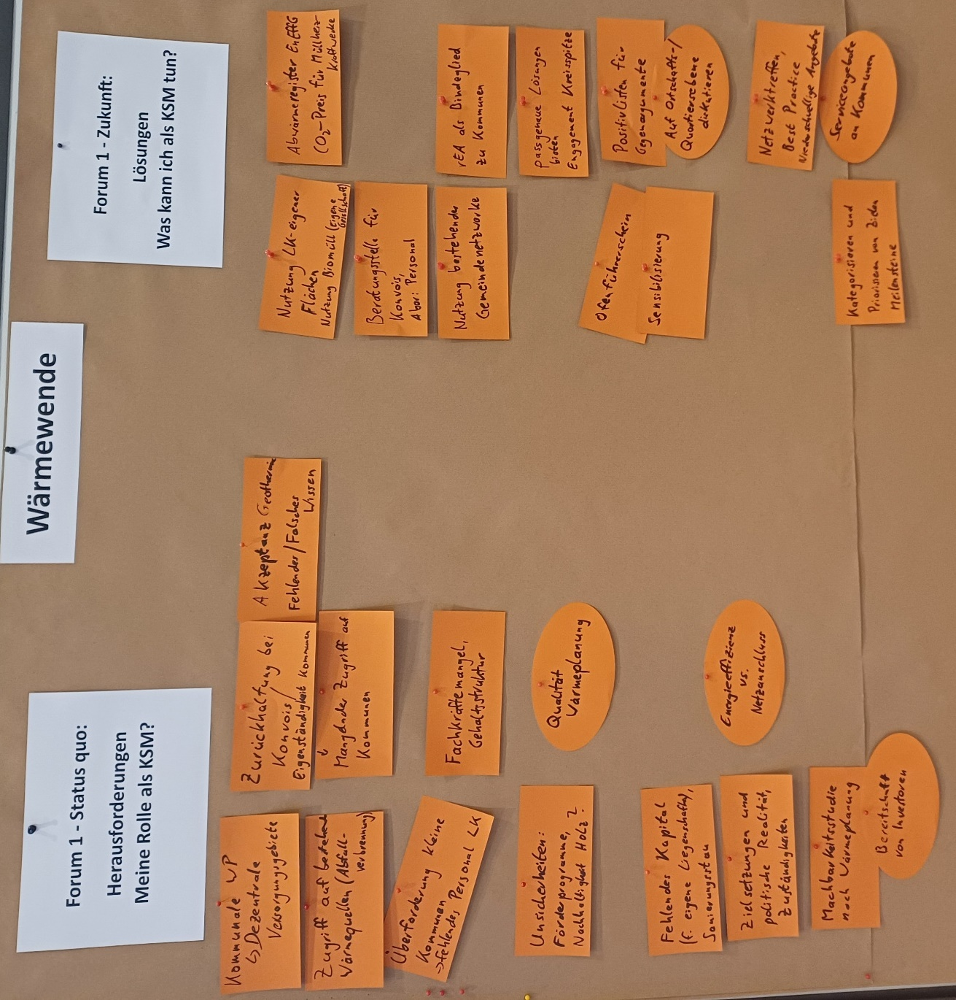 Wärmewende
Forum 1 - Status quo:
Herausforderungen
Meine Rolle als KSM?
Kommunale WP
↳ Dezentrale
Versorgungsgebiete
Zurückhaltung bei
Konvois/
Eigenständigkeit Kommunen
Akzeptanz Geothermie
Fehlendes/Falsches
Wissen
Zugriff auf bestehende
Wärmequellen (Abfall-
verbrennung)
↓
Mangelnder Zugriff auf
Kommunen
Überforderung kleine
Kommunen
→ fehlendes Personal LK
Fachkräftemangel,
Gehaltsstruktur
Unsicherheiten:
Förderprogramme,
Nachhaltigkeit Holz?
Qualität
Wärmeplanung
Fehlendes Kapital
(f. eigene Liegenschaften),
Sanierungsstau
Zielsetzungen und
politische Realität,
Zuständigkeiten
Energieeffizienz
vs.
Netzanschluss
Machbarkeitsstudie
nach Wärmeplanung
Bereitschaft
von Investoren
Forum 1 - Zukunft:
Lösungen
Was kann ich als KSM tun?
Nutzung LK-eigener
Flächen
Nutzung Biomüll (eigene
Gesellschaft)
Abwärmeregister EnEfG
(CO₂-Preis für Müllheiz-
kraftwerke
Beratungsstelle für
Konvois,
Aber: Personal
Nutzung bestehender
Gemeindenetzwerke
rEA als Bindeglied
zu Kommunen
passgenaue Lösungen
bieten
Engagement Kreisspitze
Ofenführerschein
Sensibilisierung
Positivlisten für
Gegenargumente
Auf Ortschafts-/
Quartiersebene
diskutieren
Netzwerktreffen,
Best Practice
Niederschwellige Angebote
Serviceangebote
an Kommunen
Kategorisieren und
Priorisieren von Zielen
Meilensteine